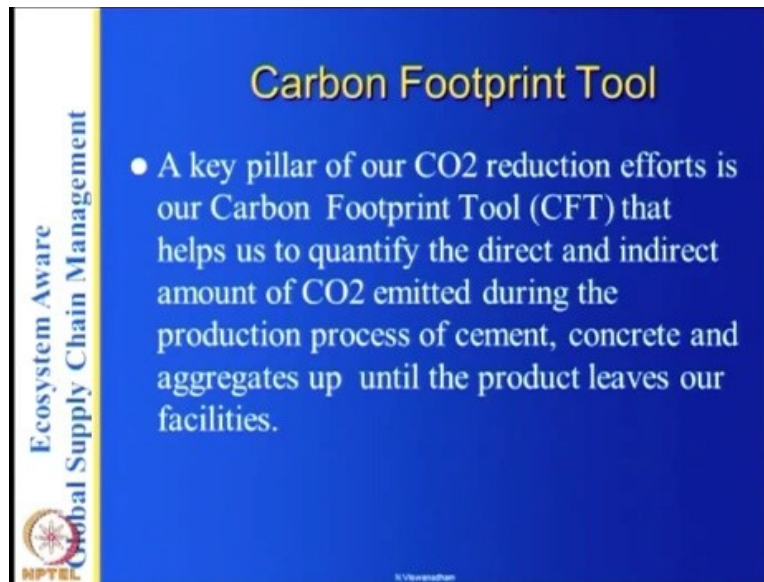 Carbon Footprint Tool
● A key pillar of our CO2 reduction efforts is
our Carbon Footprint Tool (CFT) that
helps us to quantify the direct and indirect
amount of CO2 emitted during the
production process of cement, concrete and
aggregates up until the product leaves our
facilities.
Ecosystem Aware
Global Supply Chain Management
NPTEL
N.Viswanadham